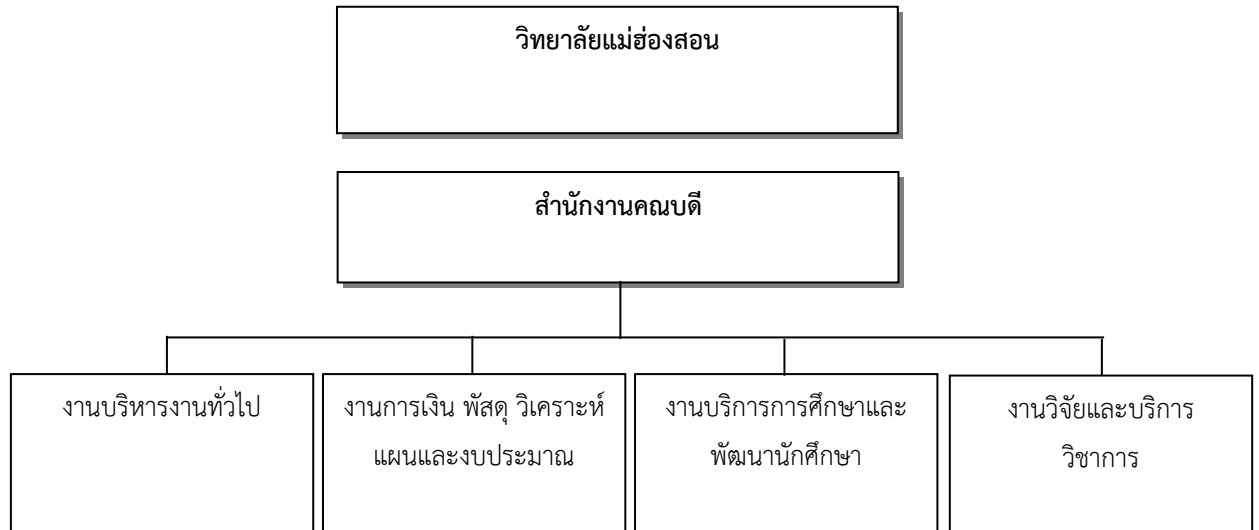 วิทยาลัยแม่ฮ่องสอน
สำนักงานคณบดี
งานบริหารงานทั่วไป
งานการเงิน พัสดุ วิเคราะห์
แผนและงบประมาณ
งานบริการการศึกษาและ
พัฒนานักศึกษา
งานวิจัยและบริการ
วิชาการ